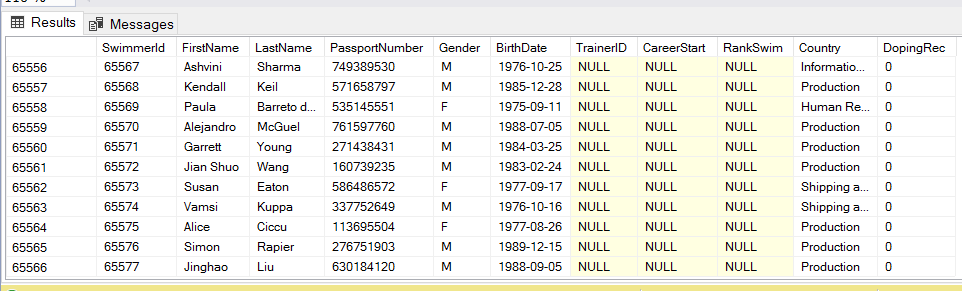 Results Messages
SwimmerId FirstName LastName PassportNumber Gender BirthDate TrainerID CareerStart RankSwim Country DopingRec
65556 65567 Ashvini Sharma 749389530 M 1976-10-25 NULL NULL NULL Informatio... 0
65557 65568 Kendall Keil 571658797 M 1985-12-28 NULL NULL NULL Production 0
65558 65569 Paula Barreto d... 535145551 F 1975-09-11 NULL NULL NULL Human Re... 0
65559 65570 Alejandro McGuel 761597760 M 1988-07-05 NULL NULL NULL Production 0
65560 65571 Garrett Young 271438431 M 1984-03-25 NULL NULL NULL Production 0
65561 65572 Jian Shuo Wang 160739235 M 1983-02-24 NULL NULL NULL Production 0
65562 65573 Susan Eaton 586486572 F 1977-09-17 NULL NULL NULL Shipping a... 0
65563 65574 Vamsi Kuppa 337752649 M 1976-10-16 NULL NULL NULL Shipping a... 0
65564 65575 Alice Ciccu 113695504 F 1977-08-26 NULL NULL NULL Production 0
65565 65576 Simon Rapier 276751903 M 1989-12-15 NULL NULL NULL Production 0
65566 65577 Jinghao Liu 630184120 M 1988-09-05 NULL NULL NULL Production 0